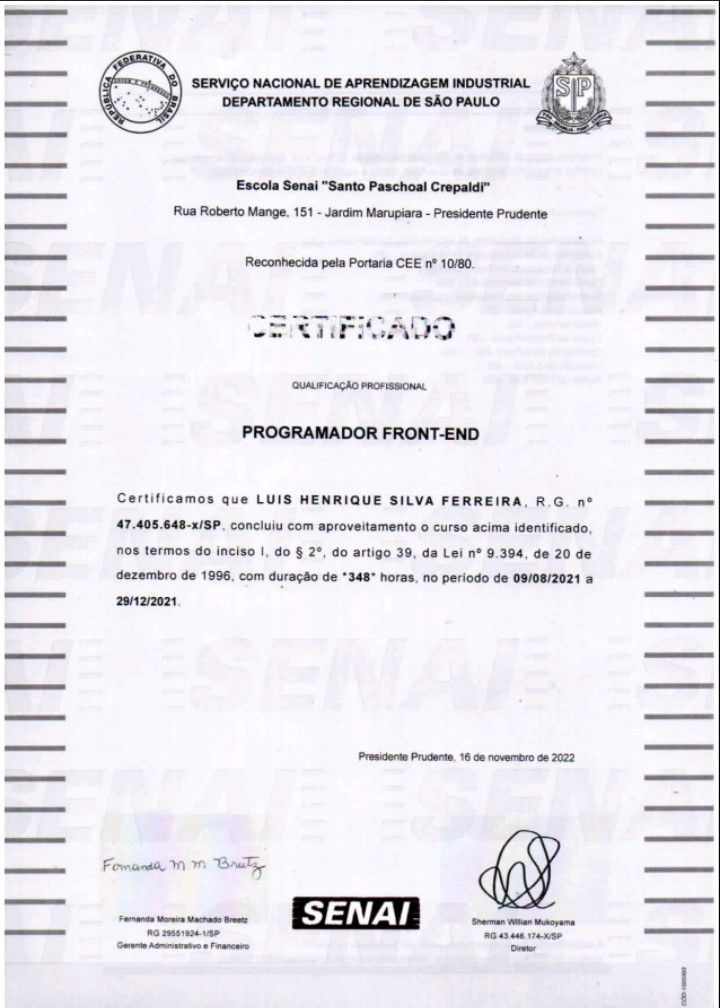 REPÚBLICA FEDERATIVA DO BRASIL
ORDEM E PROGRESSO
SERVIÇO NACIONAL DE APRENDIZAGEM INDUSTRIAL
DEPARTAMENTO REGIONAL DE SÃO PAULO
SP
Escola Senai "Santo Paschoal Crepaldi"
Rua Roberto Mange, 151 - Jardim Marupiara - Presidente Prudente
Reconhecida pela Portaria CEE nº 10/80.
CERTIFICADO
QUALIFICAÇÃO PROFISSIONAL
PROGRAMADOR FRONT-END
Certificamos que LUIS HENRIQUE SILVA FERREIRA, R.G. nº
47.405.648-x/SP, concluiu com aproveitamento o curso acima identificado,
nos termos do inciso I, do § 2º, do artigo 39, da Lei nº 9.394, de 20 de
dezembro de 1996, com duração de *348* horas, no período de 09/08/2021 a
29/12/2021.
Presidente Prudente, 16 de novembro de 2022
Fernanda M M Breetz
Fernanda Moreira Machado Breetz
RG 29551924-1/SP
Gerente Administrativo e Financeiro
SENAI
Sherman Willian Mukoyama
RG 43.446.174-X/SP
Diretor